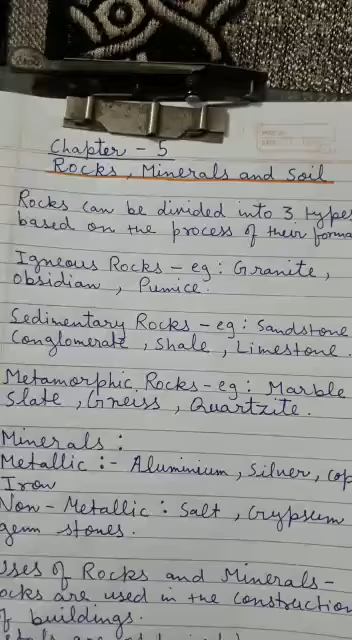 Chapter - 5
Rocks, Minerals and Soil
Rocks can be divided into 3 types
based on the process of their forma
Igneous Rocks - eg: Granite,
Obsidian, Pumice.
Sedimentary Rocks - eg: Sandstone
Conglomerate, Shale, Limestone.
Metamorphic Rocks - eg: Marble
Slate, Gneiss, Quartzite.
Minerals:
Metallic :- Aluminium, Silver, cop
Iron
Non-Metallic: Salt, Gypsum
gem stones.
ses of Rocks and Minerals-
ocks are used in the construction
f buildings.